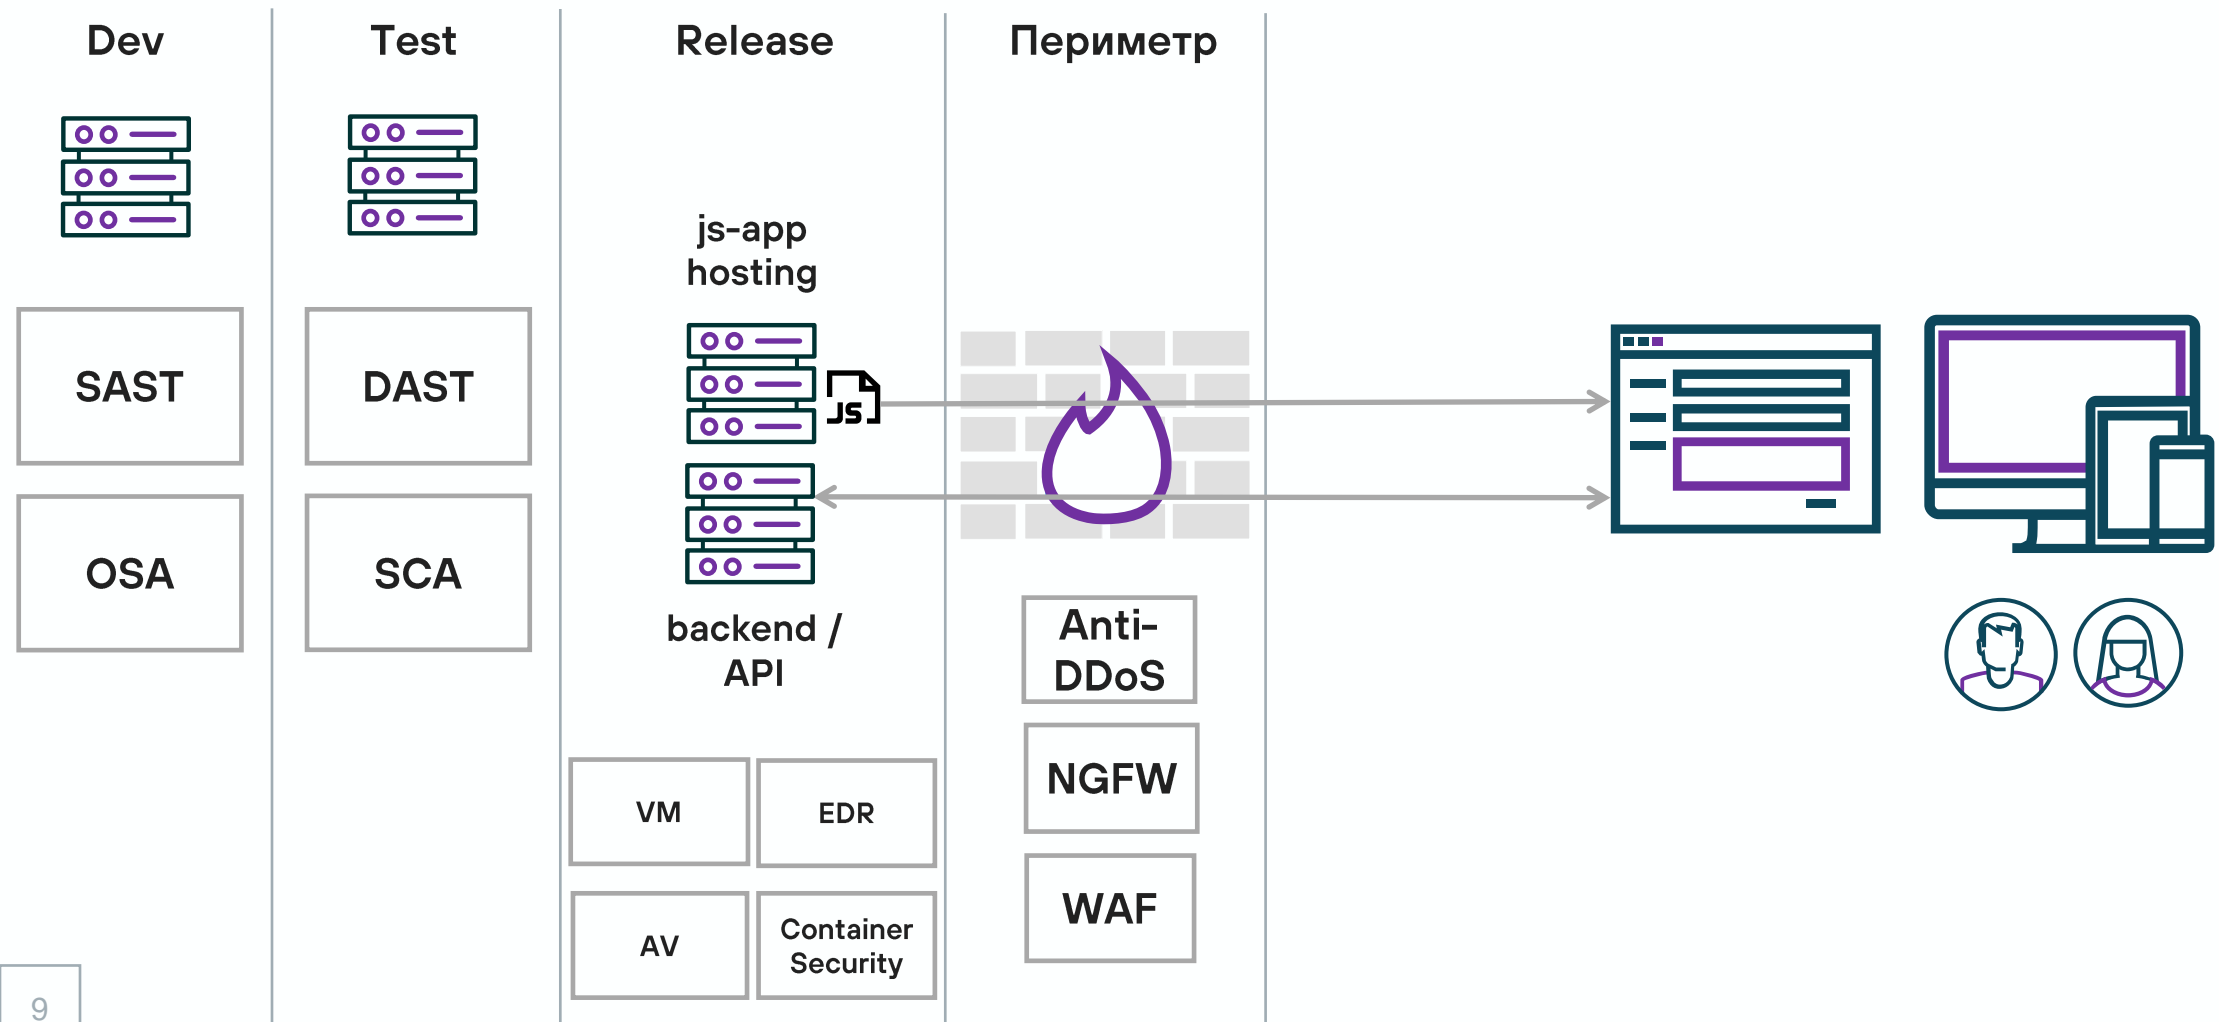 Dev
Test
Release
Периметр
js-app
hosting
JS
SAST
DAST
OSA
SCA
backend /
API
Anti-
DDoS
NGFW
VM
EDR
WAF
AV
Container
Security
9